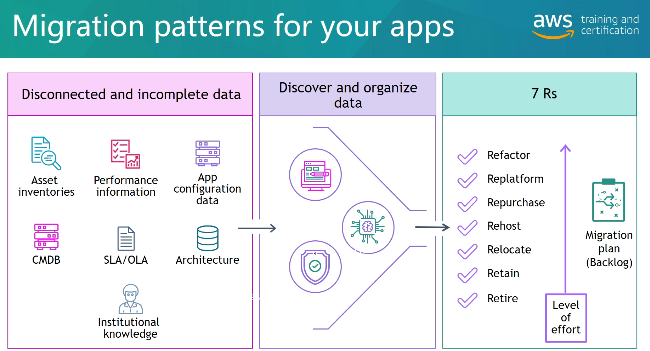 Migration patterns for your apps
aws
training and
certification
Disconnected and incomplete data
Asset
inventories
Performance
information
App
configuration
data
CMDB
SLA/OLA
Architecture
Institutional
knowledge
Discover and organize
data
7 Rs
Refactor
Replatform
Repurchase
Rehost
Relocate
Retain
Retire
Level
of
effort
Migration
plan
(Backlog)